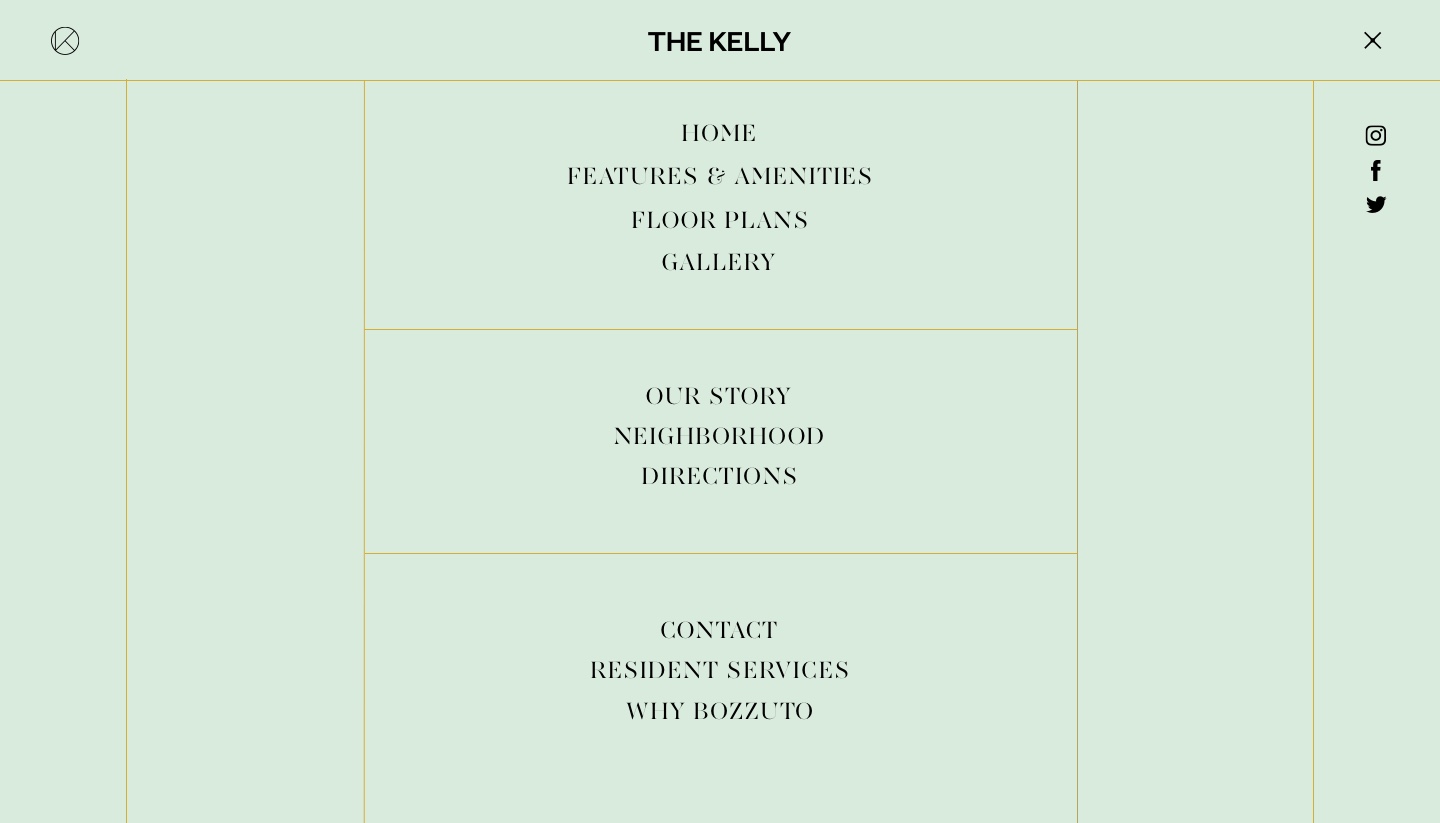 THE KELLY
HOME
FEATURES & AMENITIES
FLOOR PLANS
GALLERY
OUR STORY
NEIGHBORHOOD
DIRECTIONS
CONTACT
RESIDENT SERVICES
WHY BOZZUTO